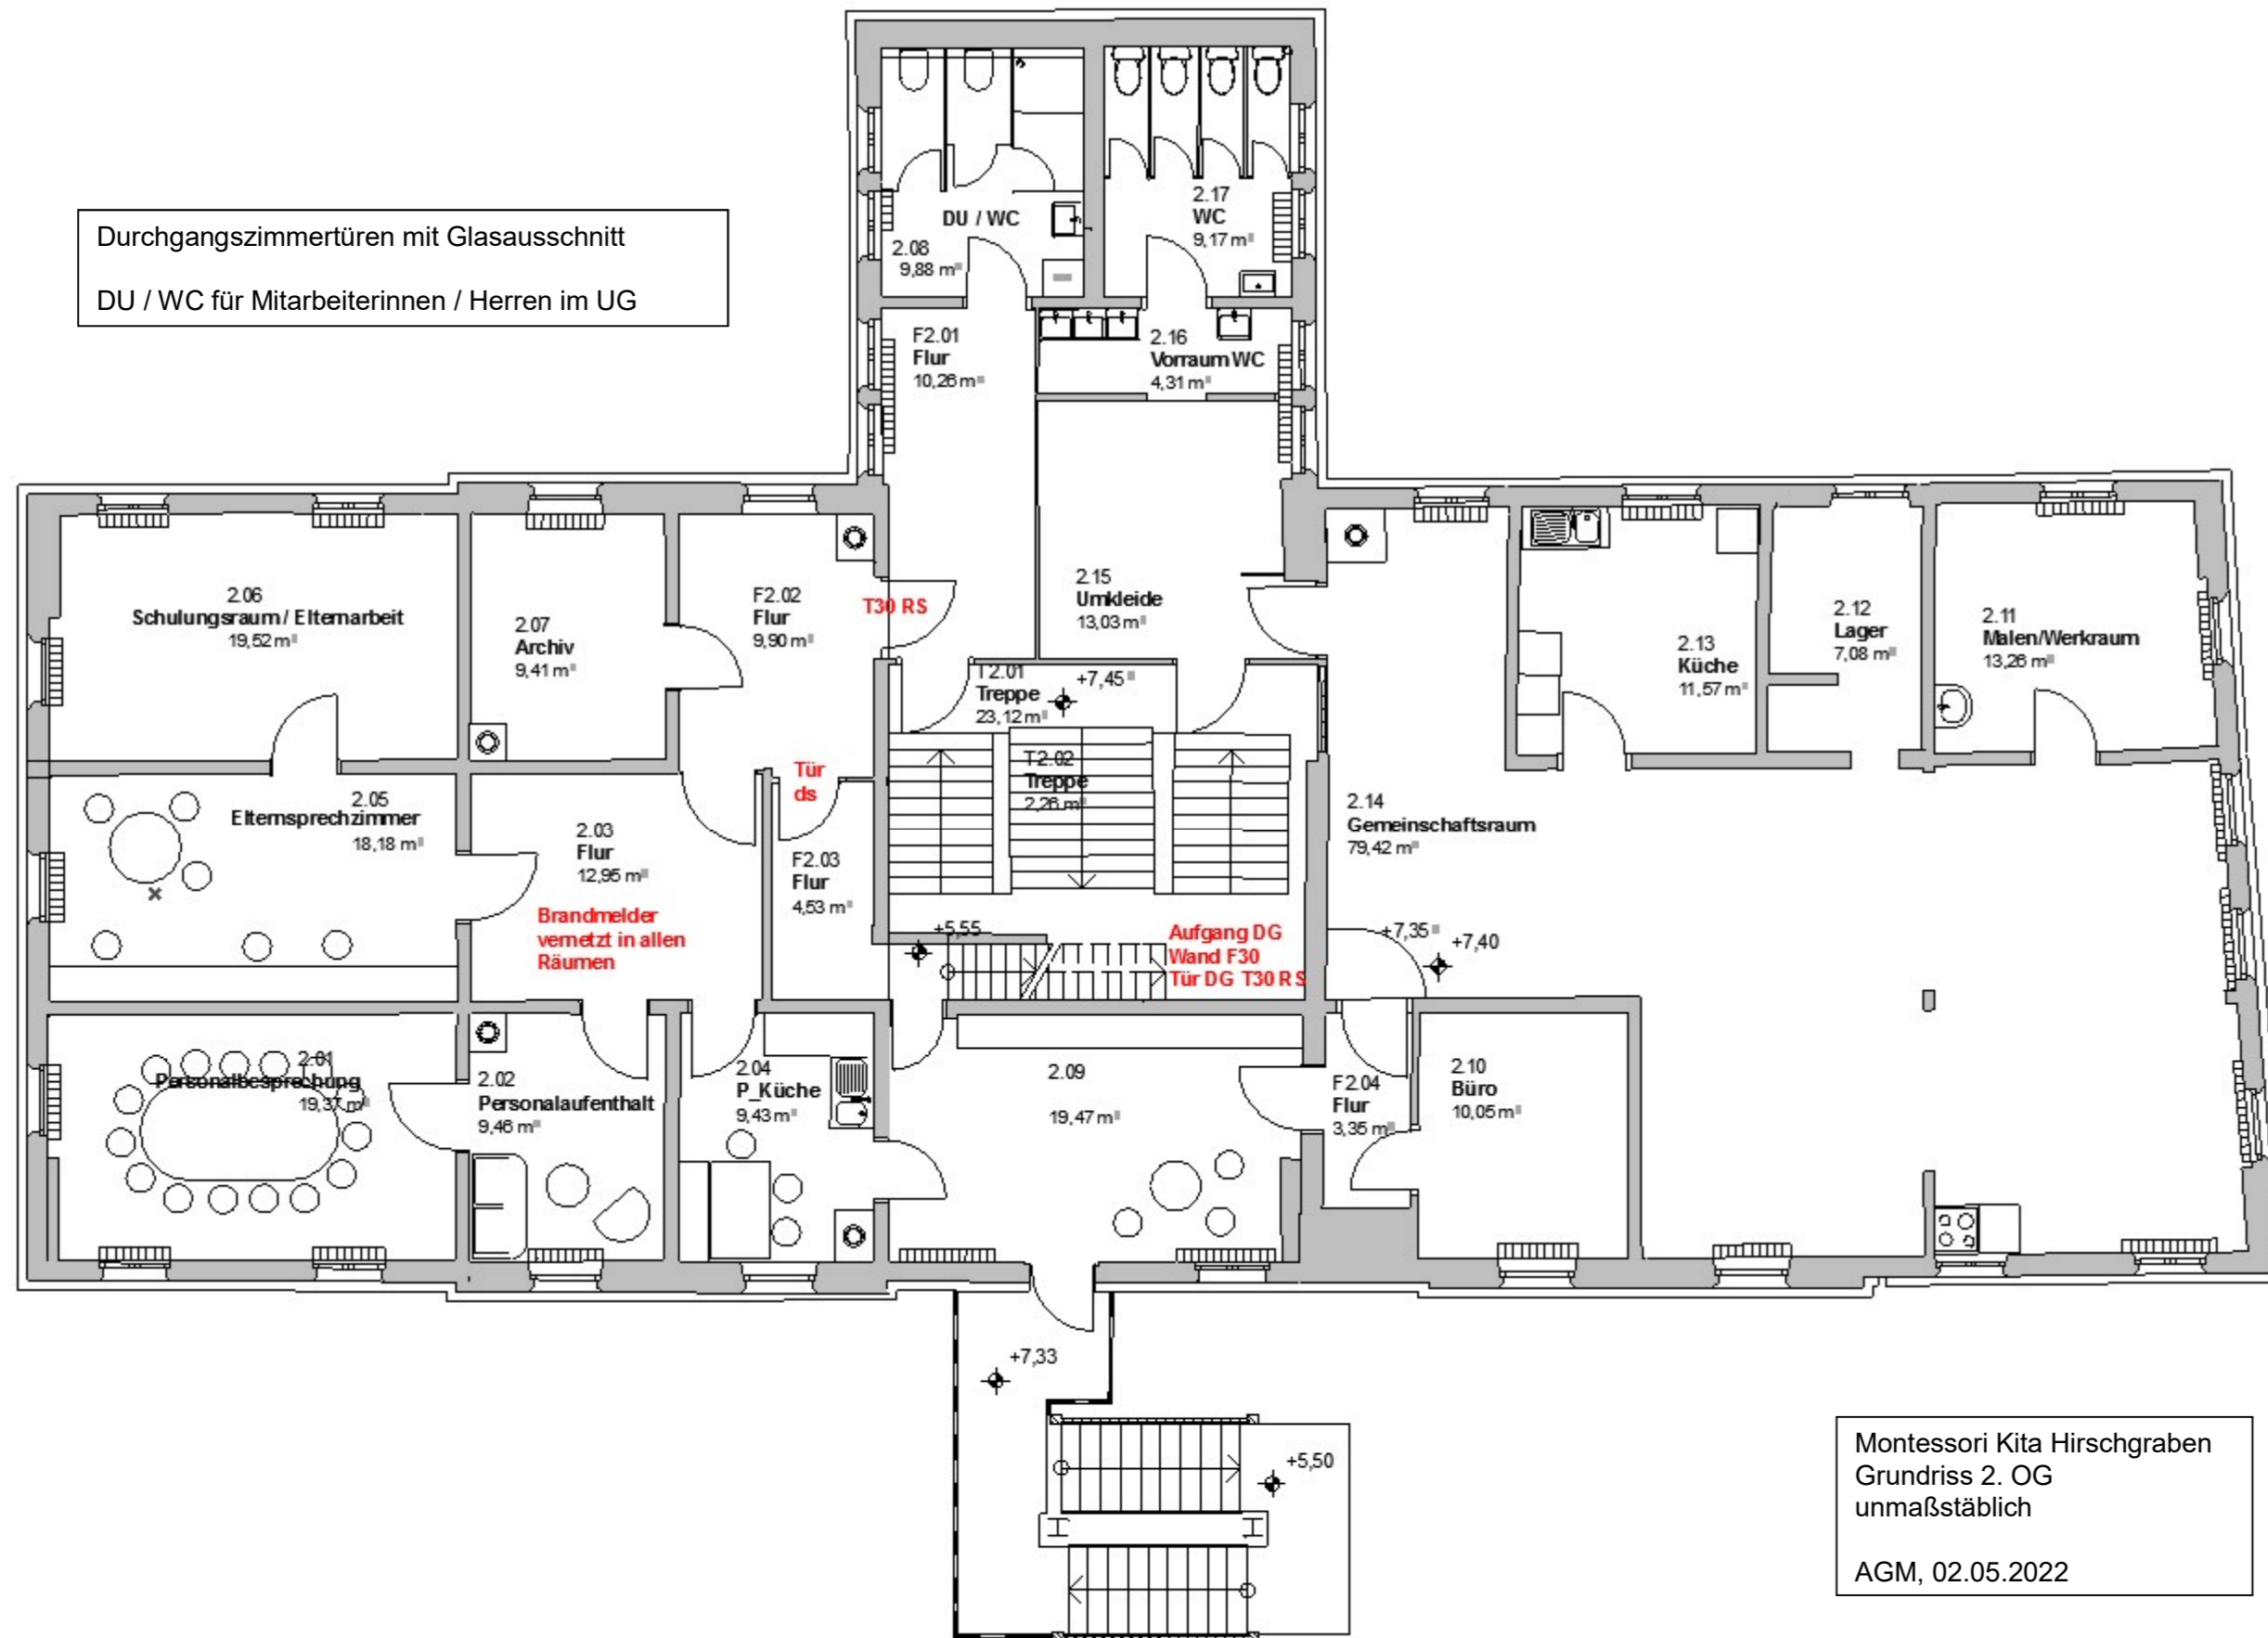 Durchgangszimmertüren mit Glasausschnitt
DU / WC für Mitarbeiterinnen / Herren im UG
DU / WC
2.08
9,88 m²
2.17
WC
9,17 m²
F2.01
Flur
10,26 m²
2.16
Vorraum WC
4,31 m²
2.06
Schulungsraum / Elternarbeit
19,52 m²
2.07
Archiv
9,41 m²
F2.02
Flur
9,90 m²
T30 RS
2.15
Umkleide
13,03 m²
2.13
Küche
11,57 m²
2.12
Lager
7,08 m²
2.11
Malen/Werkraum
13,26 m²
T2.01
Treppe
23,12 m²
+7,45
T2.02
Treppe
2,26 m²
Tür
ds
2.05
Elternsprechzimmer
18,18 m²
2.03
Flur
12,95 m²
F2.03
Flur
4,53 m²
2.14
Gemeinschaftsraum
79,42 m²
Brandmelder
vernetzt in allen
Räumen
+5,55
Aufgang DG
Wand F30
Tür DG T30 RS
+7,35
+7,40
2.01
Personalbesprechung
19,37 m²
2.02
Personalaufenthalt
9,46 m²
2.04
P_Küche
9,43 m²
2.09
19,47 m²
F2.04
Flur
3,35 m²
2.10
Büro
10,05 m²
+7,33
+5,50
Montessori Kita Hirschgraben
Grundriss 2. OG
unmaßstäblich
AGM, 02.05.2022